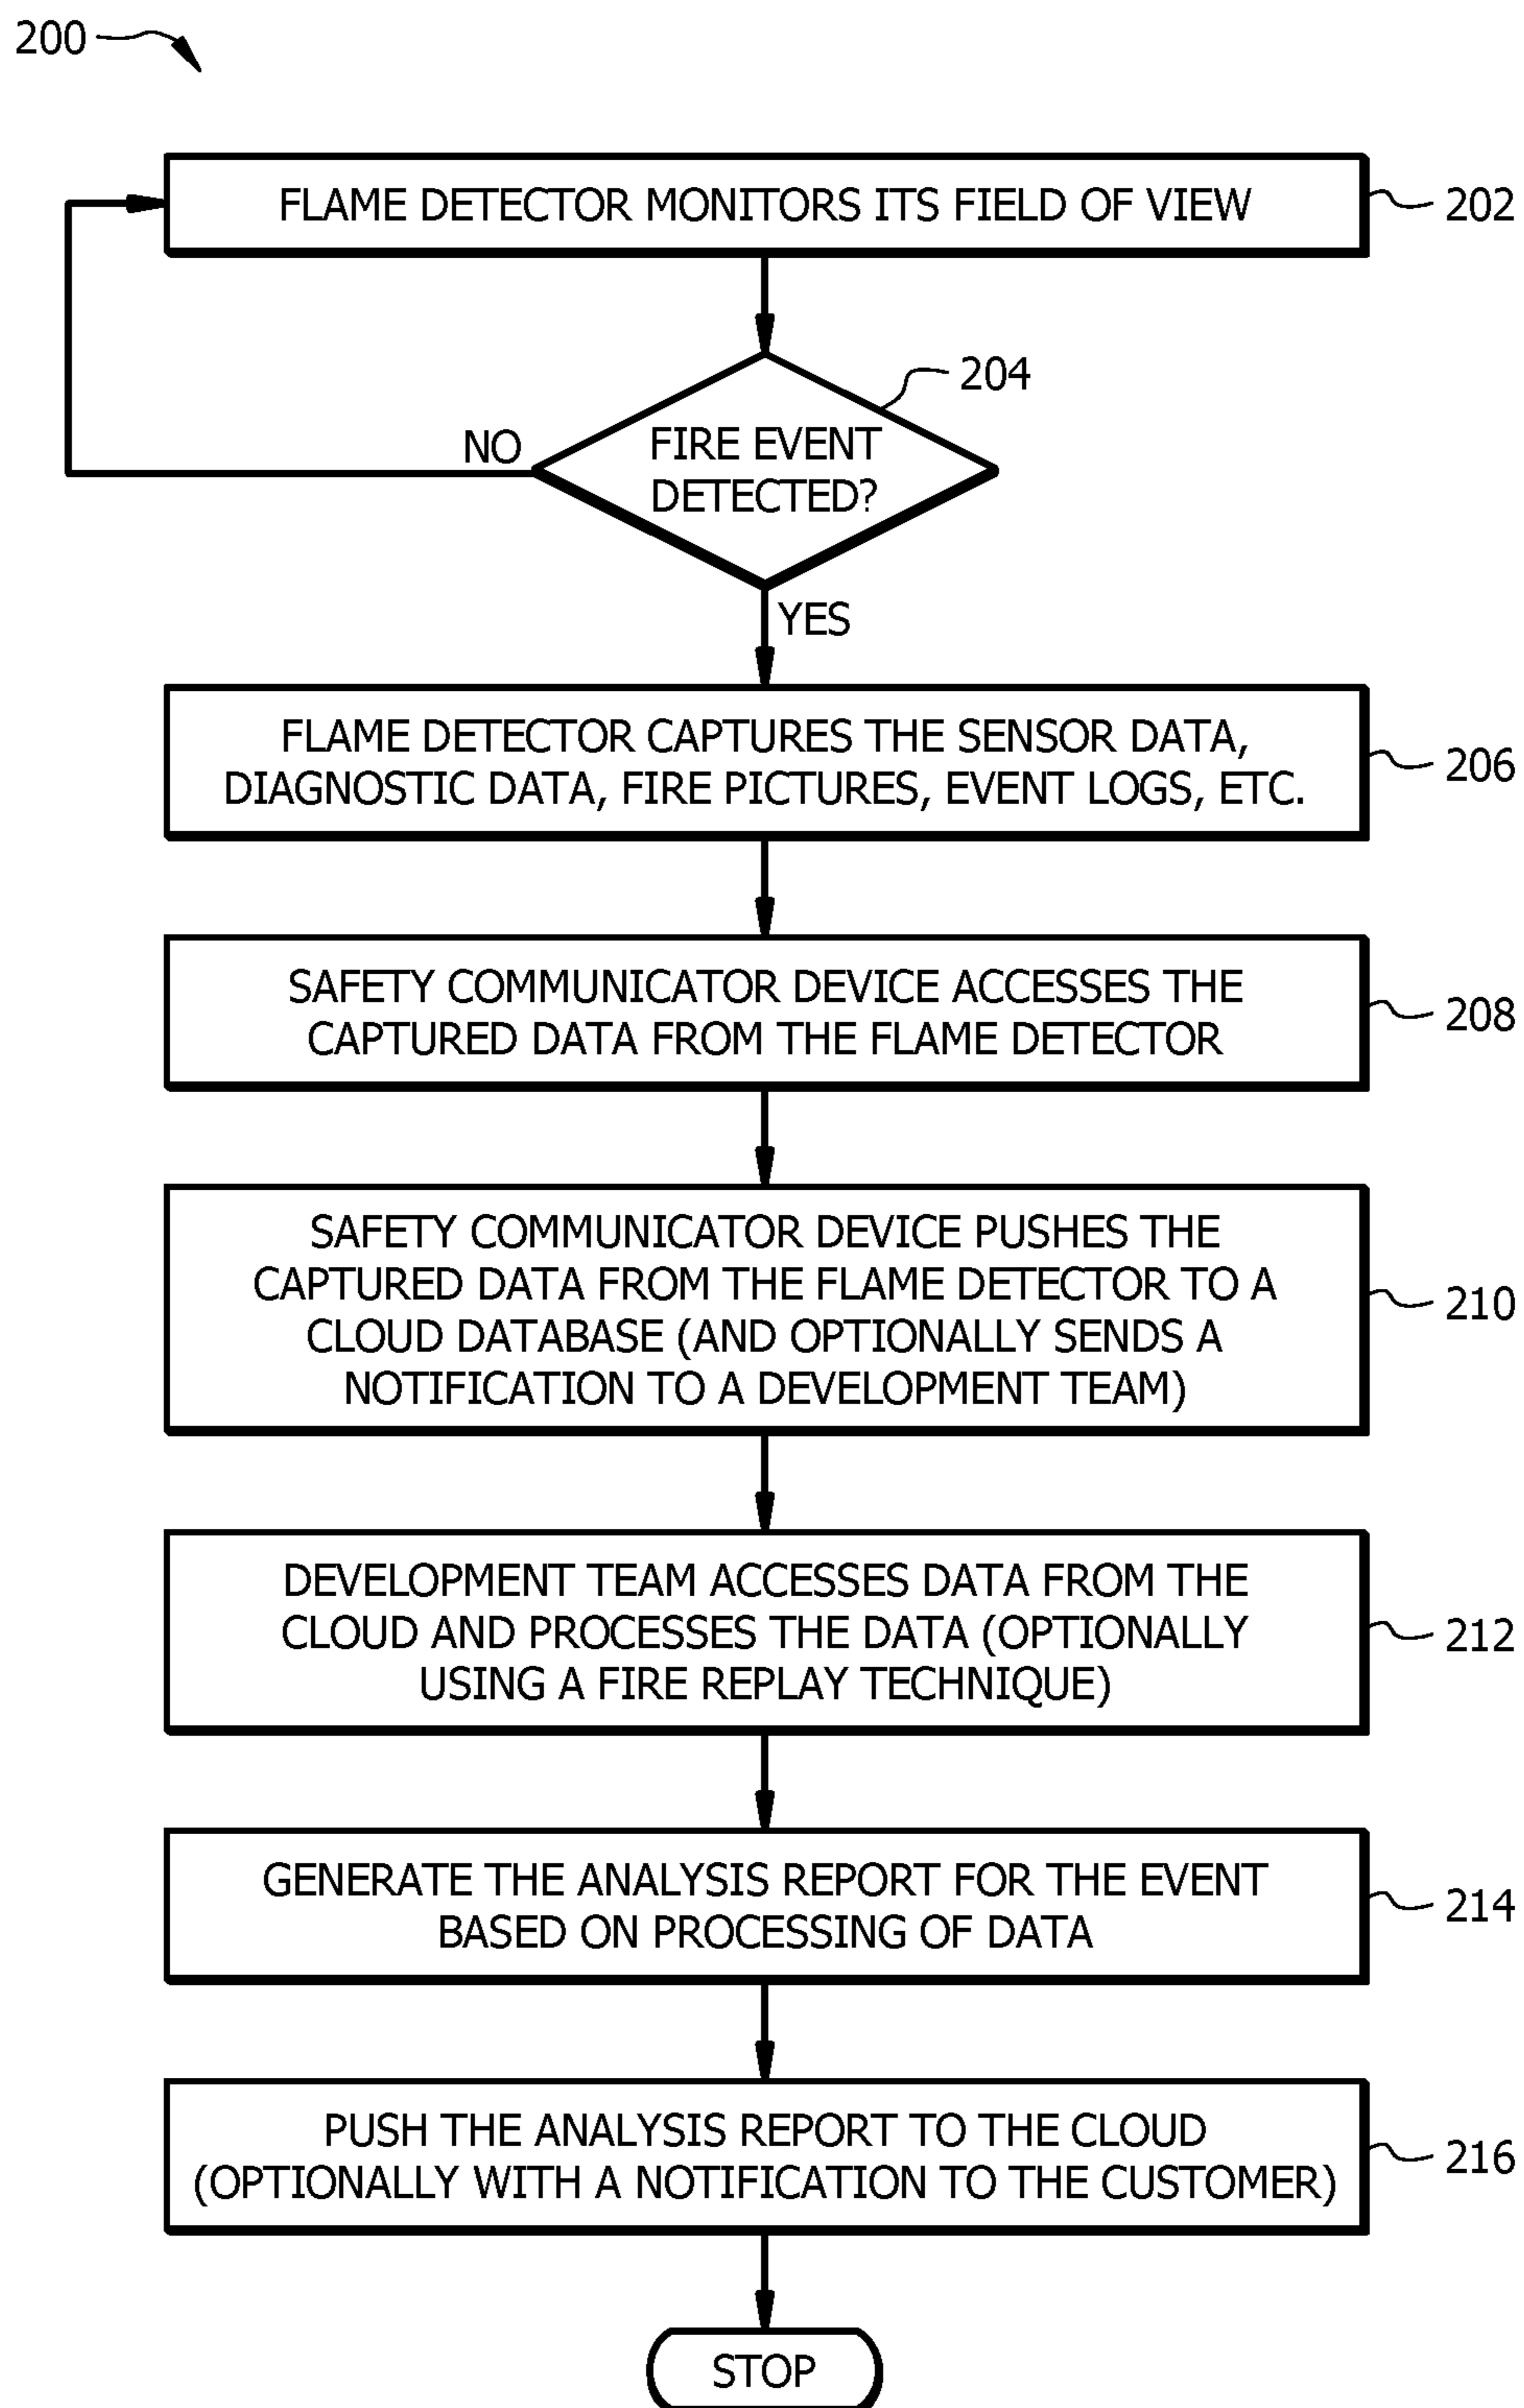 200
FLAME DETECTOR MONITORS ITS FIELD OF VIEW
202
204
FIRE EVENT
DETECTED?
NO
YES
FLAME DETECTOR CAPTURES THE SENSOR DATA,
DIAGNOSTIC DATA, FIRE PICTURES, EVENT LOGS, ETC.
206
SAFETY COMMUNICATOR DEVICE ACCESSES THE
CAPTURED DATA FROM THE FLAME DETECTOR
208
SAFETY COMMUNICATOR DEVICE PUSHES THE
CAPTURED DATA FROM THE FLAME DETECTOR TO A
CLOUD DATABASE (AND OPTIONALLY SENDS A
NOTIFICATION TO A DEVELOPMENT TEAM)
210
DEVELOPMENT TEAM ACCESSES DATA FROM THE
CLOUD AND PROCESSES THE DATA (OPTIONALLY
USING A FIRE REPLAY TECHNIQUE)
212
GENERATE THE ANALYSIS REPORT FOR THE EVENT
BASED ON PROCESSING OF DATA
214
PUSH THE ANALYSIS REPORT TO THE CLOUD
(OPTIONALLY WITH A NOTIFICATION TO THE CUSTOMER)
216
STOP